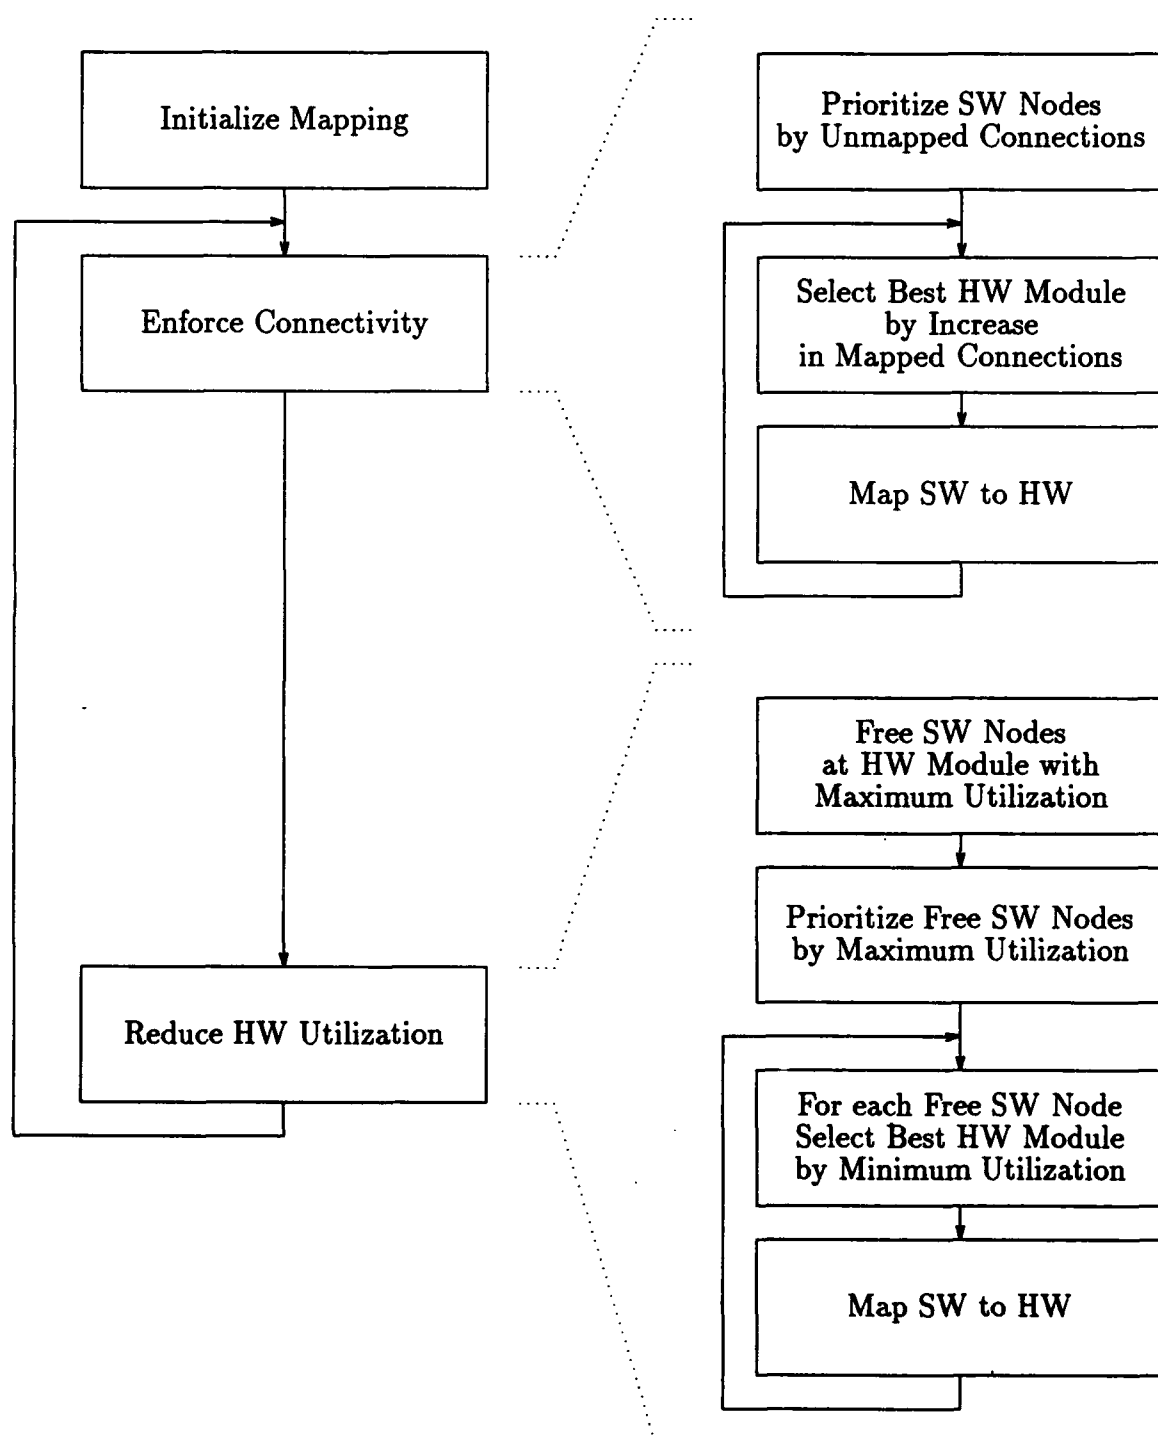 Initialize Mapping
Enforce Connectivity
Reduce HW Utilization
Prioritize SW Nodes
by Unmapped Connections
Select Best HW Module
by Increase
in Mapped Connections
Map SW to HW
Free SW Nodes
at HW Module with
Maximum Utilization
Prioritize Free SW Nodes
by Maximum Utilization
For each Free SW Node
Select Best HW Module
by Minimum Utilization
Map SW to HW